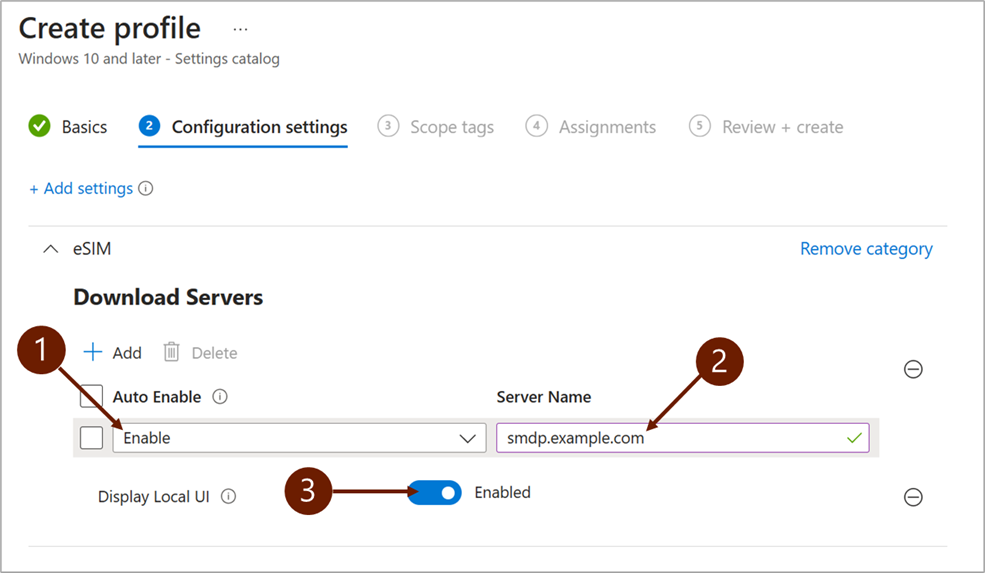 Create profile ...
Windows 10 and later - Settings catalog
Basics 2 Configuration settings 3 Scope tags 4 Assignments 5 Review + create
+ Add settings
eSIM Remove category
Download Servers
1
+ Add Delete
2
Auto Enable Server Name
Enable smdp.example.com
3
Display Local UI Enabled